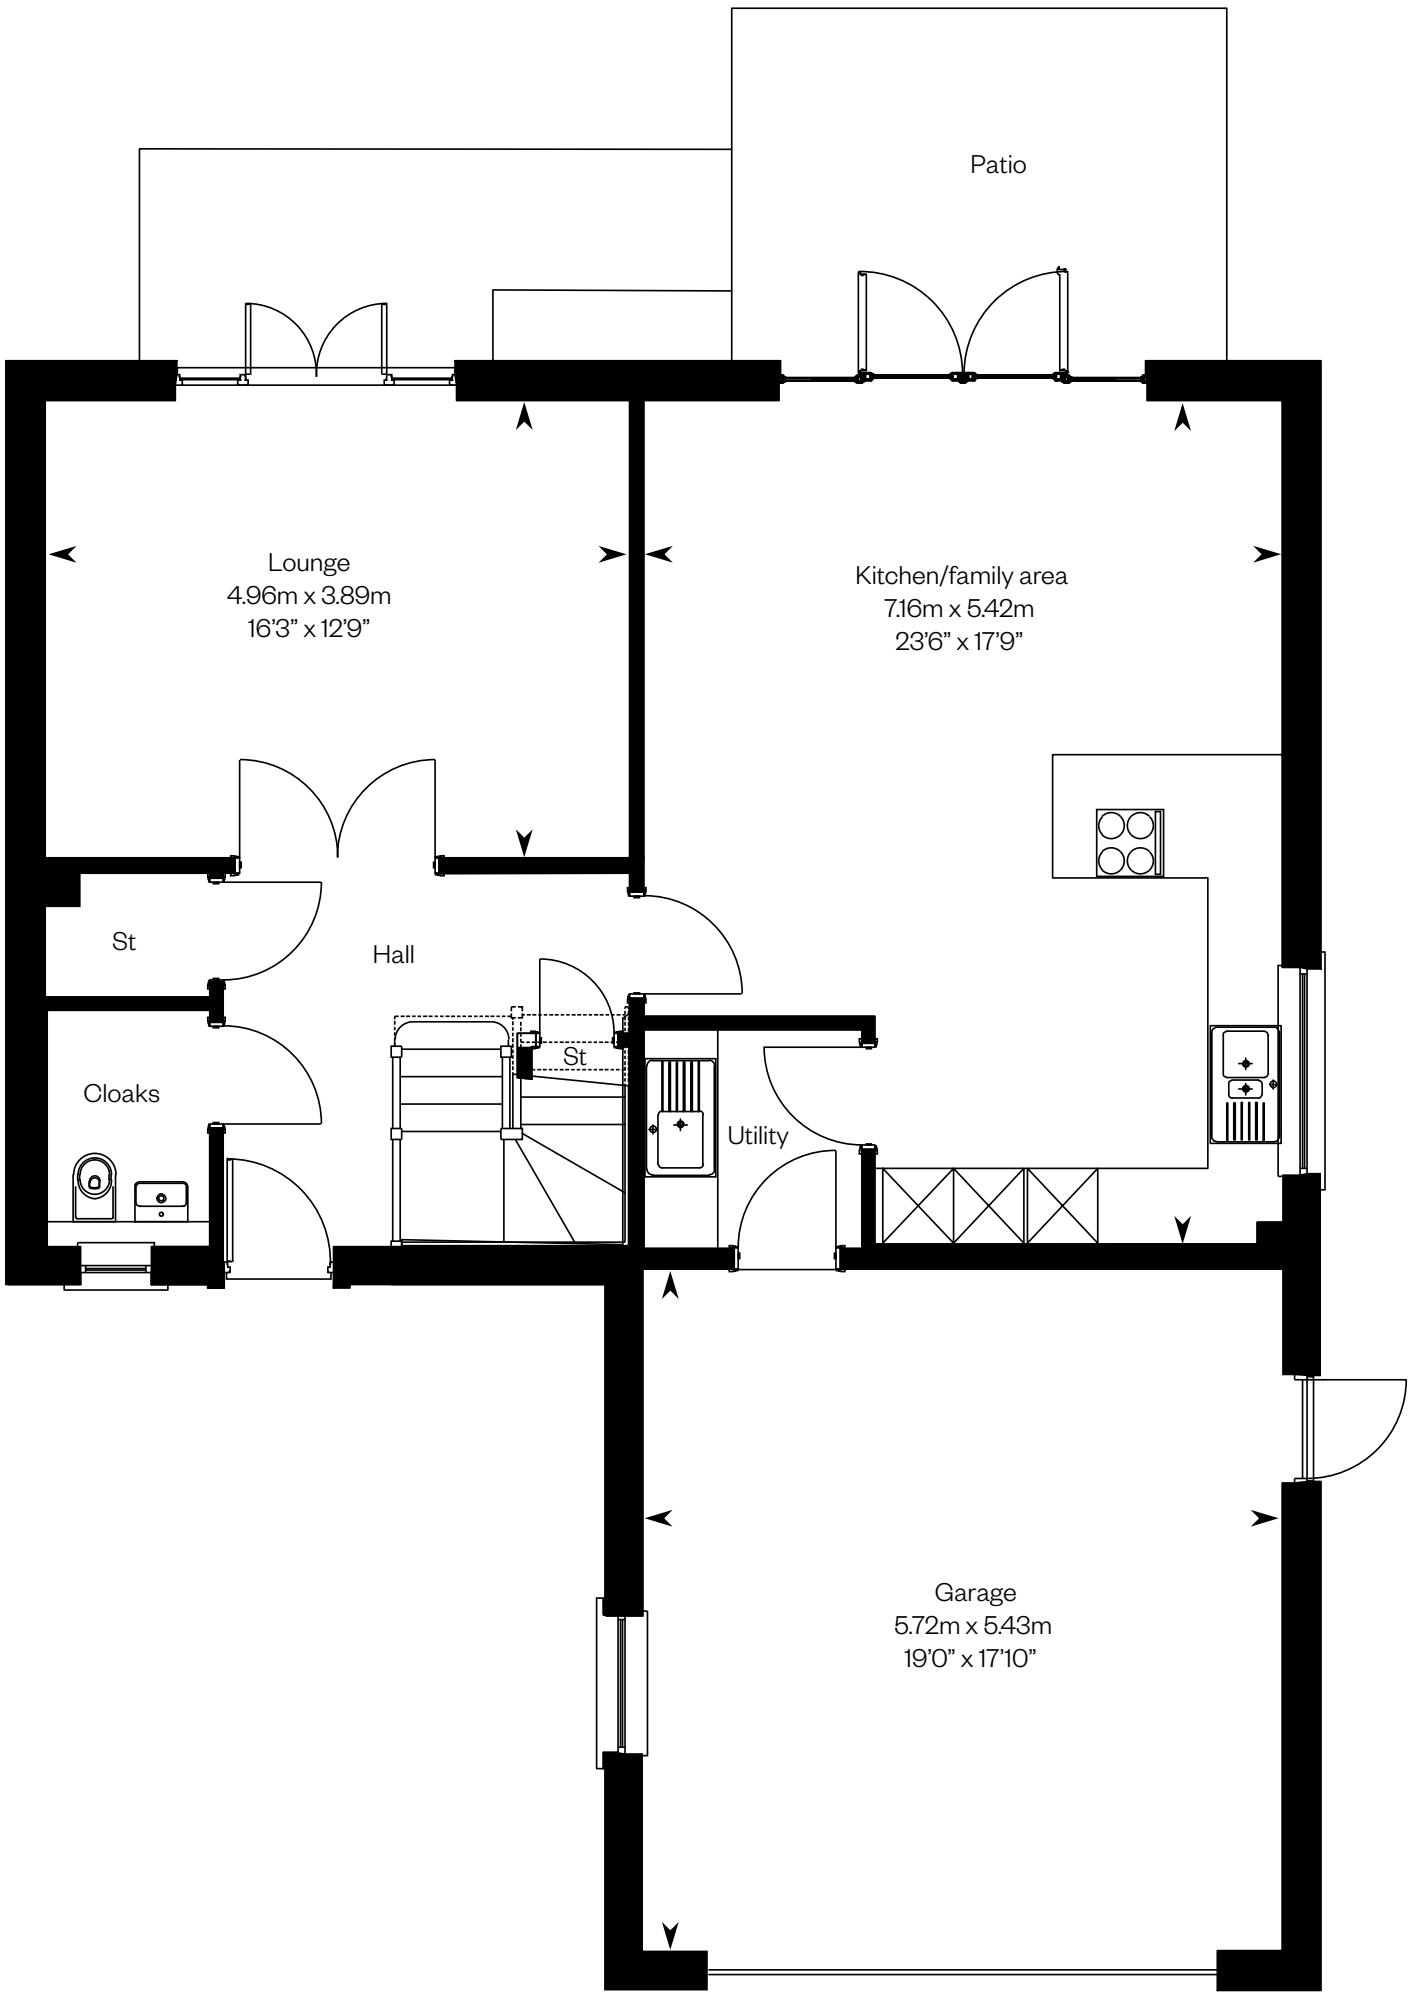 Patio
Lounge
4.96m x 3.89m
16'3” x 12'9”
Kitchen/family area
7.16m x 5.42m
23'6” x 17'9”
St
Hall
St
Cloaks
Utility
Garage
5.72m x 5.43m
19'0” x 17'10”